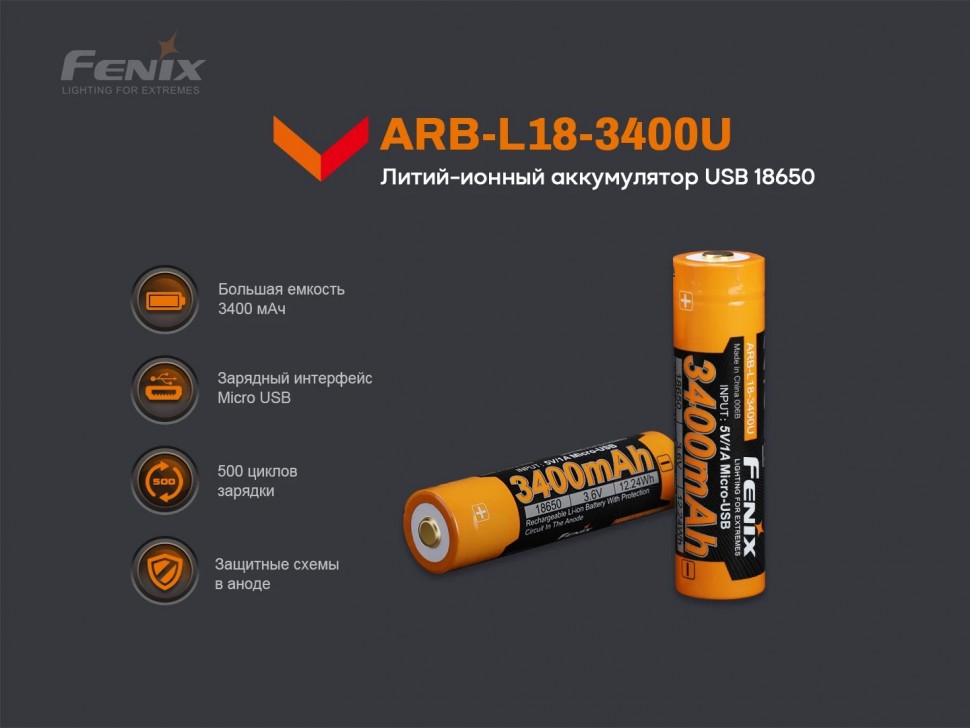 FENIX
LIGHTING FOR EXTREMES
ARB-L18-3400U
Литий-ионный аккумулятор USB 18650
Большая емкость
3400 мАч
Зарядный интерфейс
Micro USB
500
500 циклов
зарядки
Защитные схемы
в аноде
+
INPUT: 5V/1A Micro-USB
3400mAh
18650 | 3.6V | 12.24Wh
Rechargeable Li-ion Battery With Protection
Circuit In The Anode
FENIX
+
ARB-L18-3400U
Made in China 006B
INPUT: 5V/1A Micro-USB
3400mAh
18650
FENIX
LIGHTING FOR EXTREMES